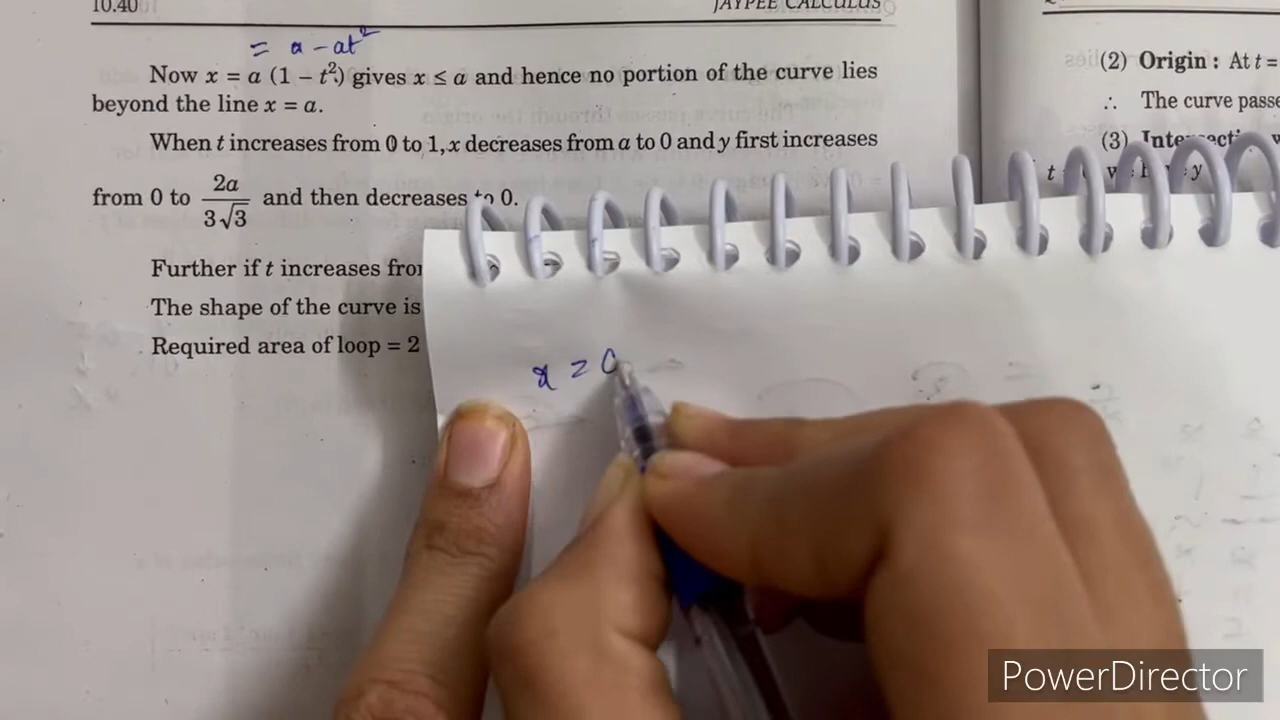 10.40
JAYPEE CALCULUS
= a - at²
Now x = a (1 – t²) gives x ≤ a and hence no portion of the curve lies
beyond the line x = a.
When t increases from 0 to 1, x decreases from a to 0 and y first increases
from 0 to 2a/3√3 and then decreases to 0.
Further if t increases from
The shape of the curve is
Required area of loop = 2
x =
(2) Origin : At t =
∴ The curve passe
(3)
t
y
PowerDirector